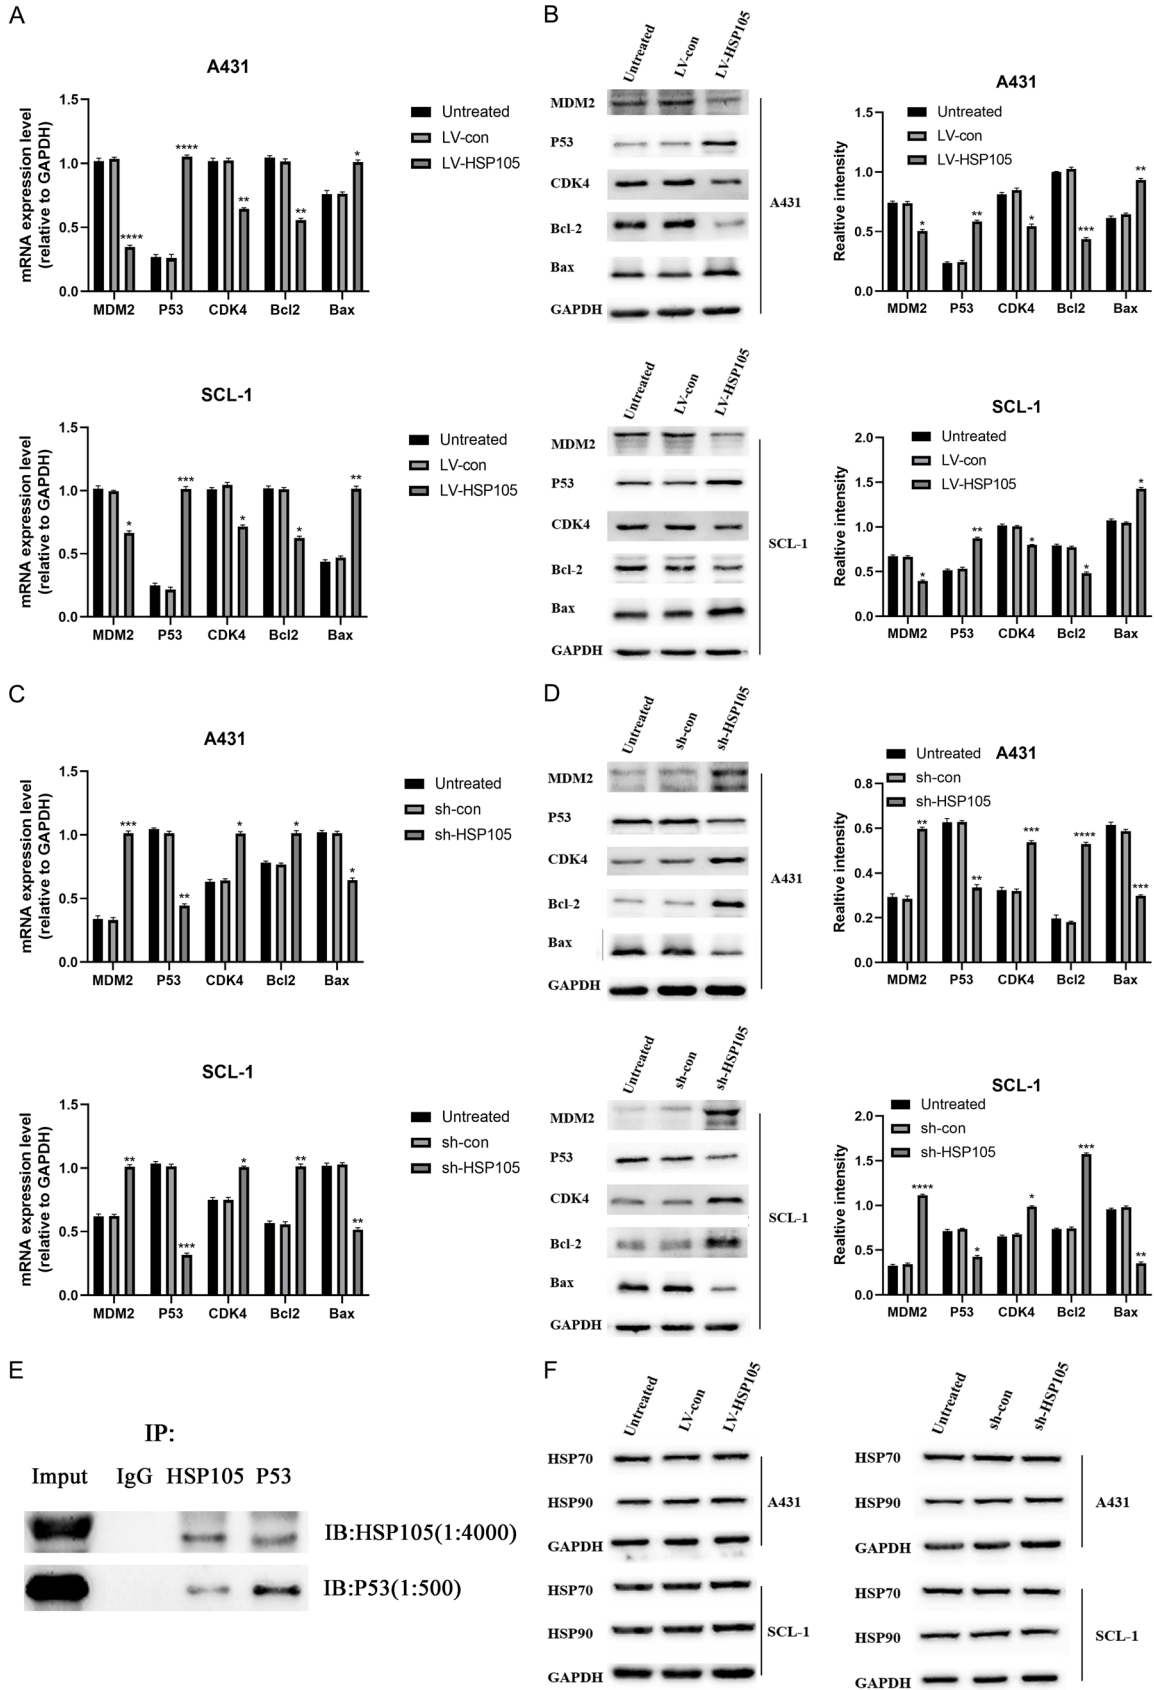 A
A431
mRNA expression level
(relative to GAPDH)
1.5
1.0
0.5
0.0
**** **** ** ** *
MDM2 P53 CDK4 Bcl2 Bax
Untreated
LV-con
LV-HSP105
SCL-1
mRNA expression level
(relative to GAPDH)
1.5
1.0
0.5
0.0
* *** * * **
MDM2 P53 CDK4 Bcl2 Bax
Untreated
LV-con
LV-HSP105
B
Untreated LV-con LV-HSP105
MDM2
P53
CDK4
Bcl-2
Bax
GAPDH
A431
A431
Untreated
LV-con
LV-HSP105
Realtive intensity
1.5
1.0
0.5
0.0
* ** * *** **
MDM2 P53 CDK4 Bcl2 Bax
Untreated LV-con LV-HSP105
MDM2
P53
CDK4
Bcl-2
Bax
GAPDH
SCL-1
SCL-1
Untreated
LV-con
LV-HSP105
Realtive intensity
2.0
1.5
1.0
0.5
0.0
* ** * * *
MDM2 P53 CDK4 Bcl2 Bax
C
A431
mRNA expression level
(relative to GAPDH)
1.5
1.0
0.5
0.0
*** ** * * *
MDM2 P53 CDK4 Bcl2 Bax
Untreated
sh-con
sh-HSP105
SCL-1
mRNA expression level
(relative to GAPDH)
1.5
1.0
0.5
0.0
** *** * ** **
MDM2 P53 CDK4 Bcl2 Bax
Untreated
sh-con
sh-HSP105
D
Untreated sh-con sh-HSP105
MDM2
P53
CDK4
Bcl-2
Bax
GAPDH
A431
Untreated A431
sh-con
sh-HSP105
Realtive intensity
0.8
0.6
0.4
0.2
0.0
** ** *** **** ***
MDM2 P53 CDK4 Bcl2 Bax
Untreated sh-con sh-HSP105
MDM2
P53
CDK4
Bcl-2
Bax
GAPDH
SCL-1
SCL-1
Untreated
sh-con
sh-HSP105
Realtive intensity
2.0
1.5
1.0
0.5
0.0
**** * * *** **
MDM2 P53 CDK4 Bcl2 Bax
E
IP:
Imput IgG HSP105 P53
IB:HSP105(1:4000)
IB:P53(1:500)
F
Untreated LV-con LV-HSP105
HSP70
HSP90
GAPDH
A431
HSP70
HSP90
GAPDH
SCL-1
Untreated sh-con sh-HSP105
HSP70
HSP90
GAPDH
A431
HSP70
HSP90
GAPDH
SCL-1